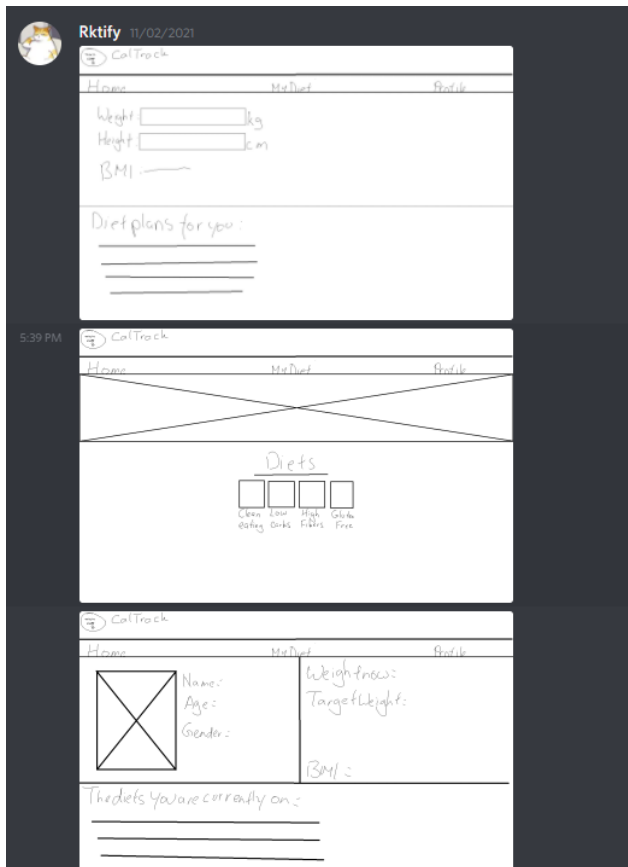 Rktify 11/02/2021
CalTrack
Home MyDiet Profile
Weight: kg
Height: cm
BMI:
Diet plans for you:
5:39 PM
CalTrack
Home MyDiet Profile
Diets
Clean Low High Gluten
eating Carbs Fibers Free
CalTrack
Home MyDiet Profile
Name:
Age:
Gender:
Weight now:
Target Weight:
BMI:
The diets you are currently on: